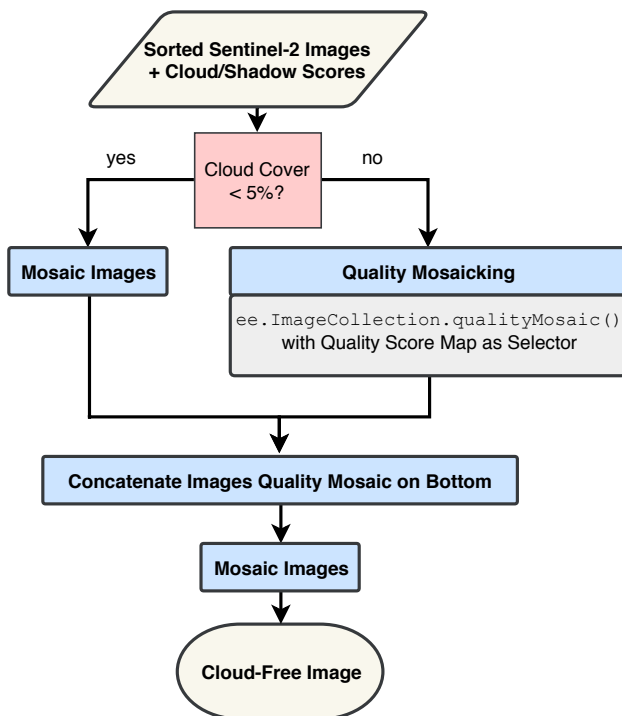 Sorted Sentinel-2 Images
+ Cloud/Shadow Scores
yes
Cloud Cover
< 5%?
no
Mosaic Images
Quality Mosaicking
ee.ImageCollection.qualityMosaic()
with Quality Score Map as Selector
Concatenate Images Quality Mosaic on Bottom
Mosaic Images
Cloud-Free Image